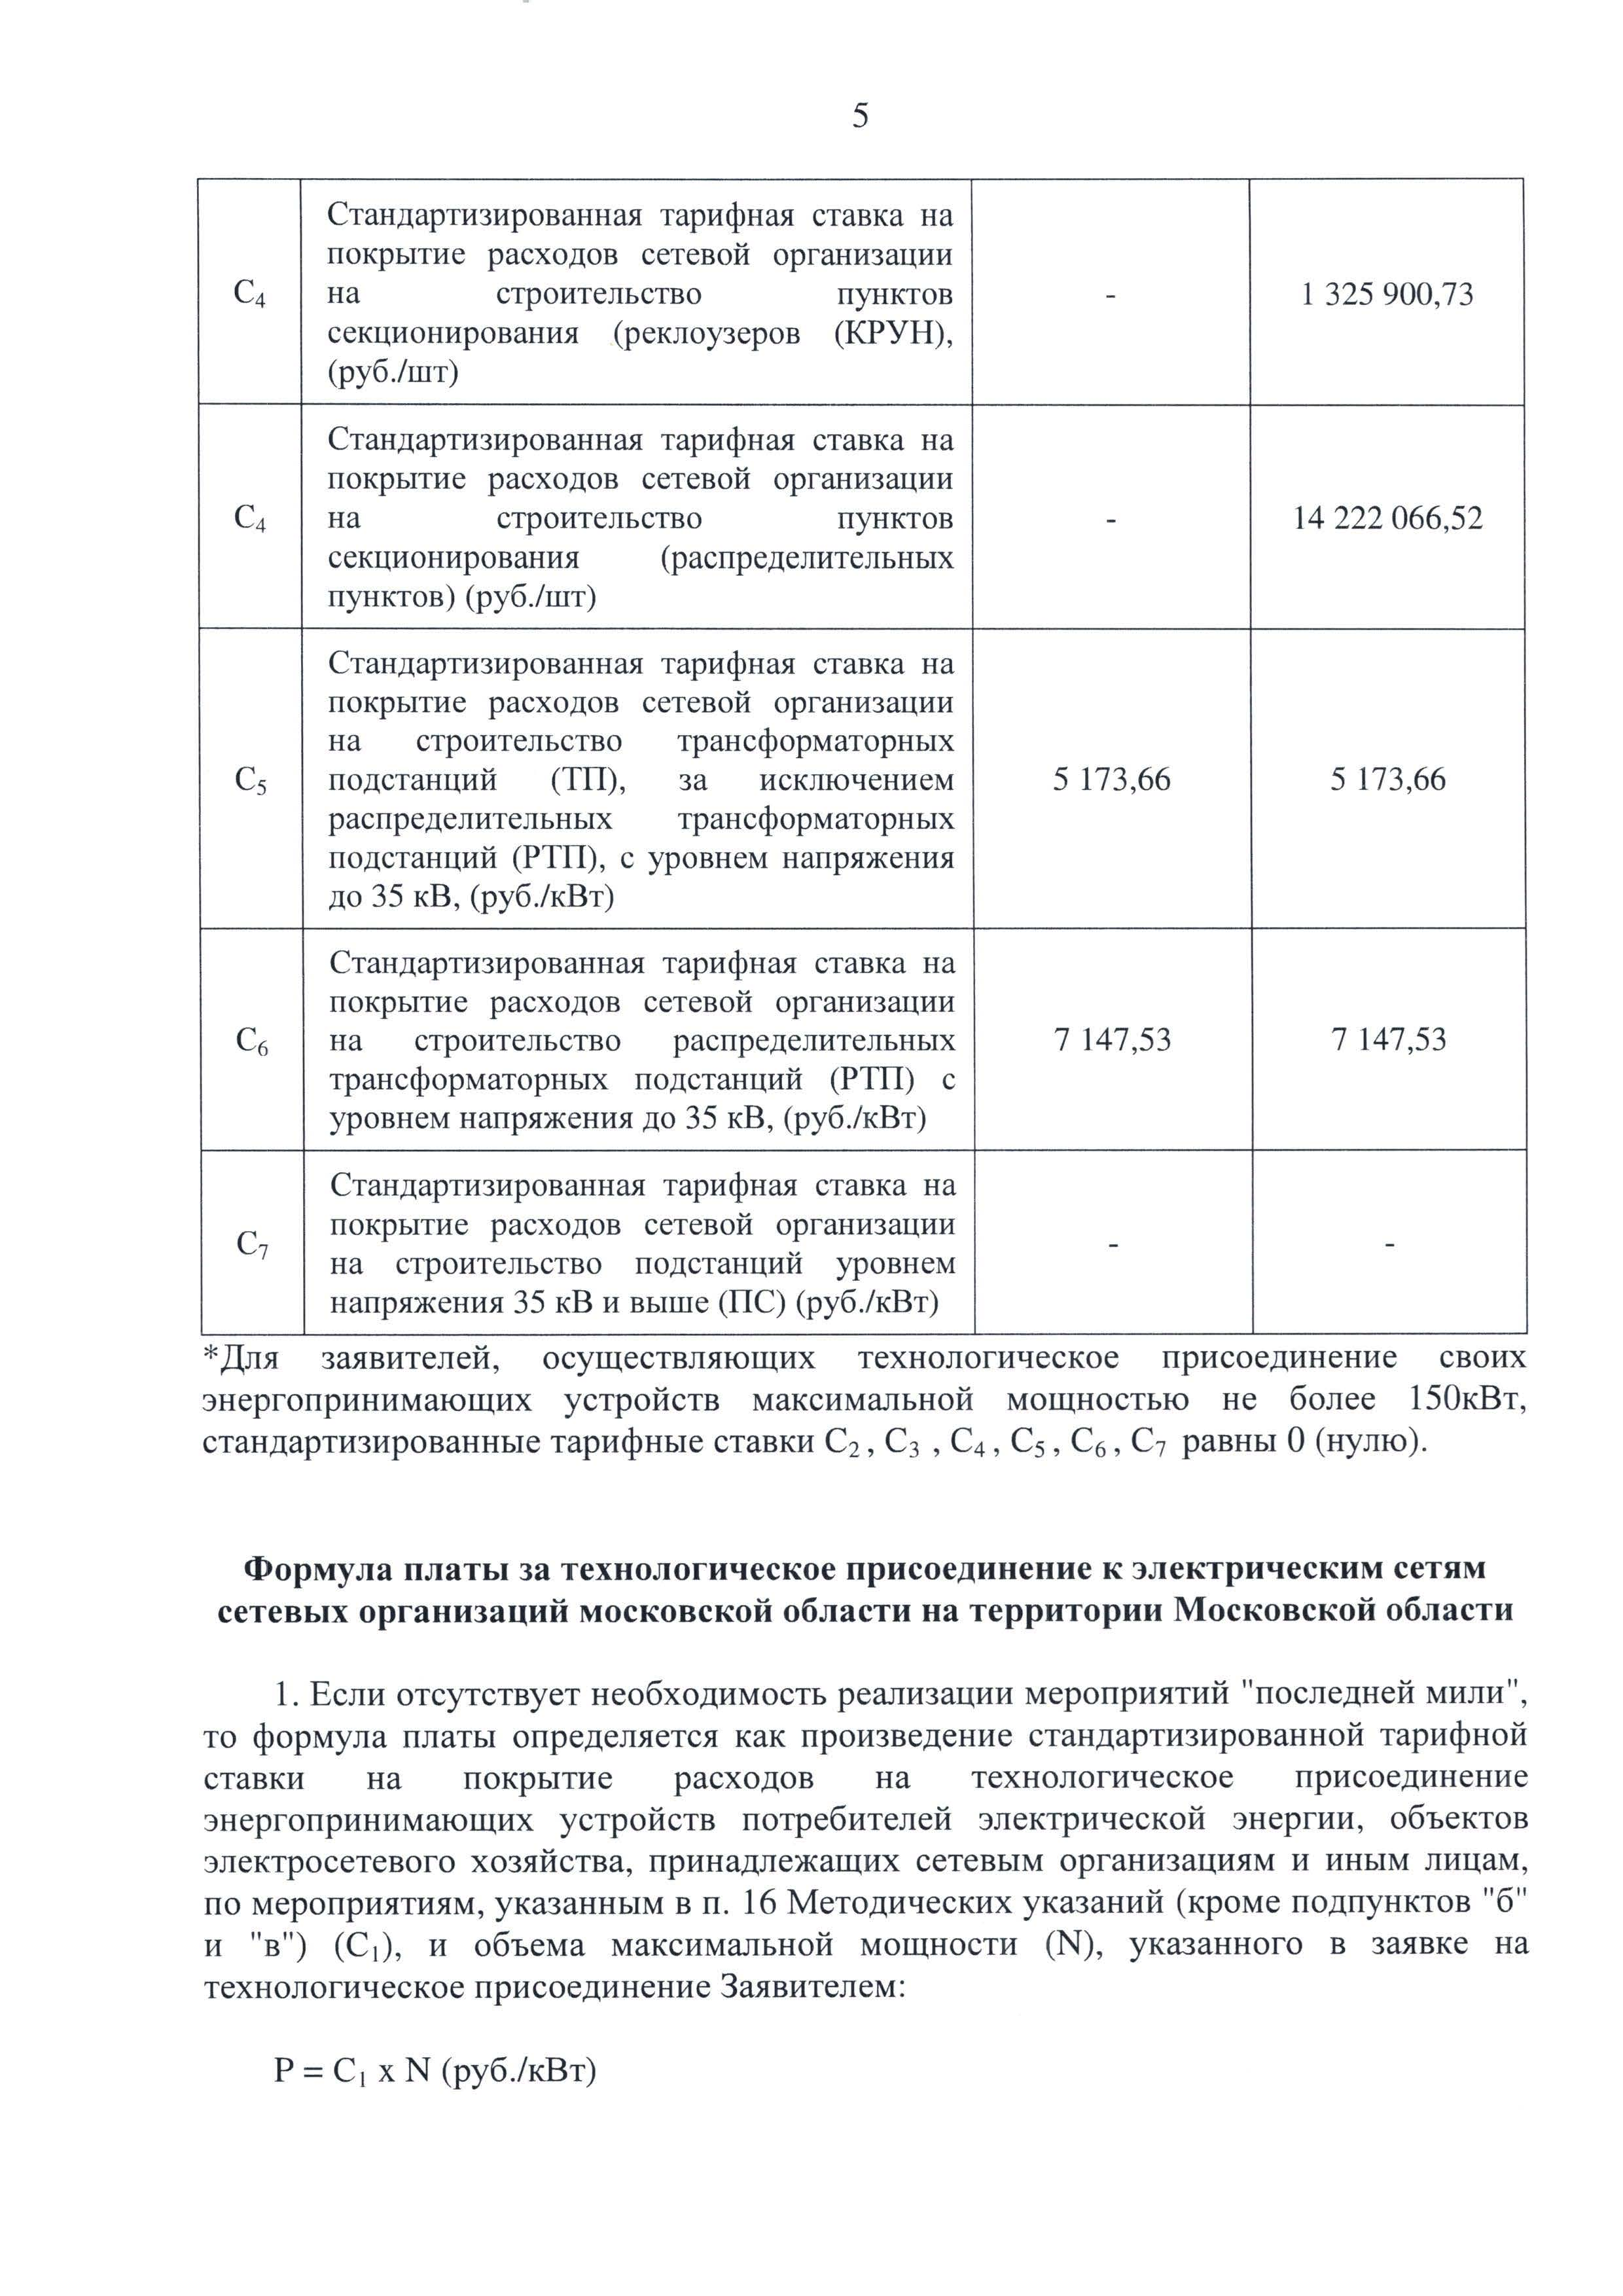 5
Стандартизированная тарифная ставка на
покрытие расходов сетевой организации
C₄ на строительство пунктов - 1 325 900,73
секционирования (реклоузеров (КРУН),
(руб./шт)
Стандартизированная тарифная ставка на
покрытие расходов сетевой организации
C₄ на строительство пунктов - 14 222 066,52
секционирования (распределительных
пунктов) (руб./шт)
Стандартизированная тарифная ставка на
покрытие расходов сетевой организации
на строительство трансформаторных
C₅ подстанций (ТП), за исключением 5 173,66 5 173,66
распределительных трансформаторных
подстанций (РТП), с уровнем напряжения
до 35 кВ, (руб./кВт)
Стандартизированная тарифная ставка на
покрытие расходов сетевой организации
C₆ на строительство распределительных 7 147,53 7 147,53
трансформаторных подстанций (РТП) с
уровнем напряжения до 35 кВ, (руб./кВт)
Стандартизированная тарифная ставка на
покрытие расходов сетевой организации
C₇ на строительство подстанций уровнем - -
напряжения 35 кВ и выше (ПС) (руб./кВт)
*Для заявителей, осуществляющих технологическое присоединение своих
энергопринимающих устройств максимальной мощностью не более 150кВт,
стандартизированные тарифные ставки C₂ , C₃ , C₄ , C₅ , C₆ , C₇ равны 0 (нулю).
Формула платы за технологическое присоединение к электрическим сетям
сетевых организаций московской области на территории Московской области
1. Если отсутствует необходимость реализации мероприятий "последней мили",
то формула платы определяется как произведение стандартизированной тарифной
ставки на покрытие расходов на технологическое присоединение
энергопринимающих устройств потребителей электрической энергии, объектов
электросетевого хозяйства, принадлежащих сетевым организациям и иным лицам,
по мероприятиям, указанным в п. 16 Методических указаний (кроме подпунктов "б"
и "в") (C₁), и объема максимальной мощности (N), указанного в заявке на
технологическое присоединение Заявителем:
P = C₁ x N (руб./кВт)